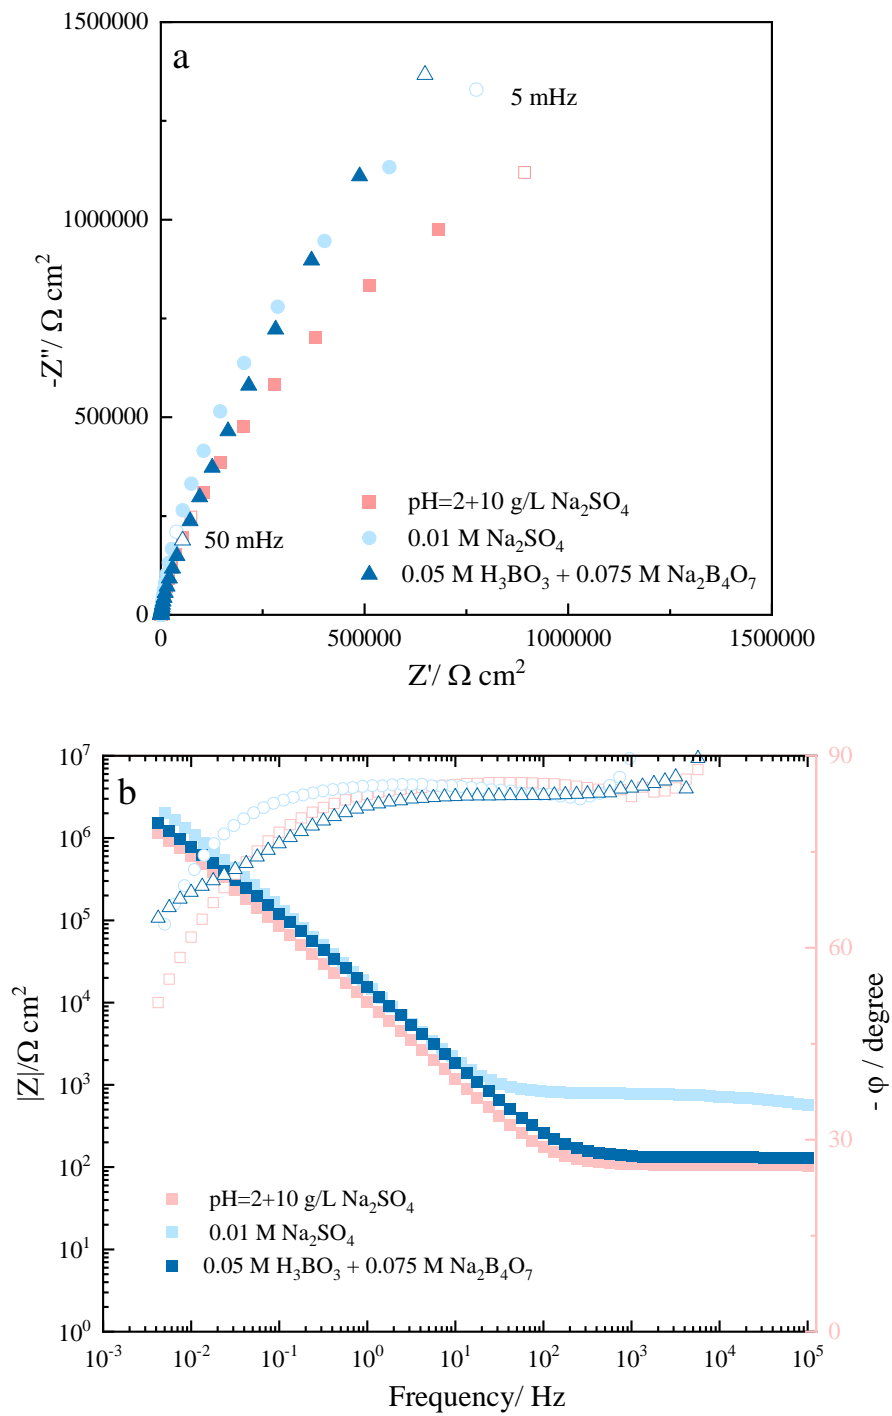 1500000
a
5 mHz
1000000
-Z''/ Ω cm²
500000
50 mHz
pH=2+10 g/L Na₂SO₄
0.01 M Na₂SO₄
0.05 M H₃BO₃ + 0.075 M Na₂B₄O₇
0
0 500000 1000000 1500000
Z'/ Ω cm²
10⁷ 90
b
10⁶
10⁵
60
10⁴
|Z|/Ω cm²
- φ / degree
10³
30
10²
pH=2+10 g/L Na₂SO₄
0.01 M Na₂SO₄
10¹
0.05 M H₃BO₃ + 0.075 M Na₂B₄O₇
10⁰ 0
10⁻³ 10⁻² 10⁻¹ 10⁰ 10¹ 10² 10³ 10⁴ 10⁵
Frequency/ Hz